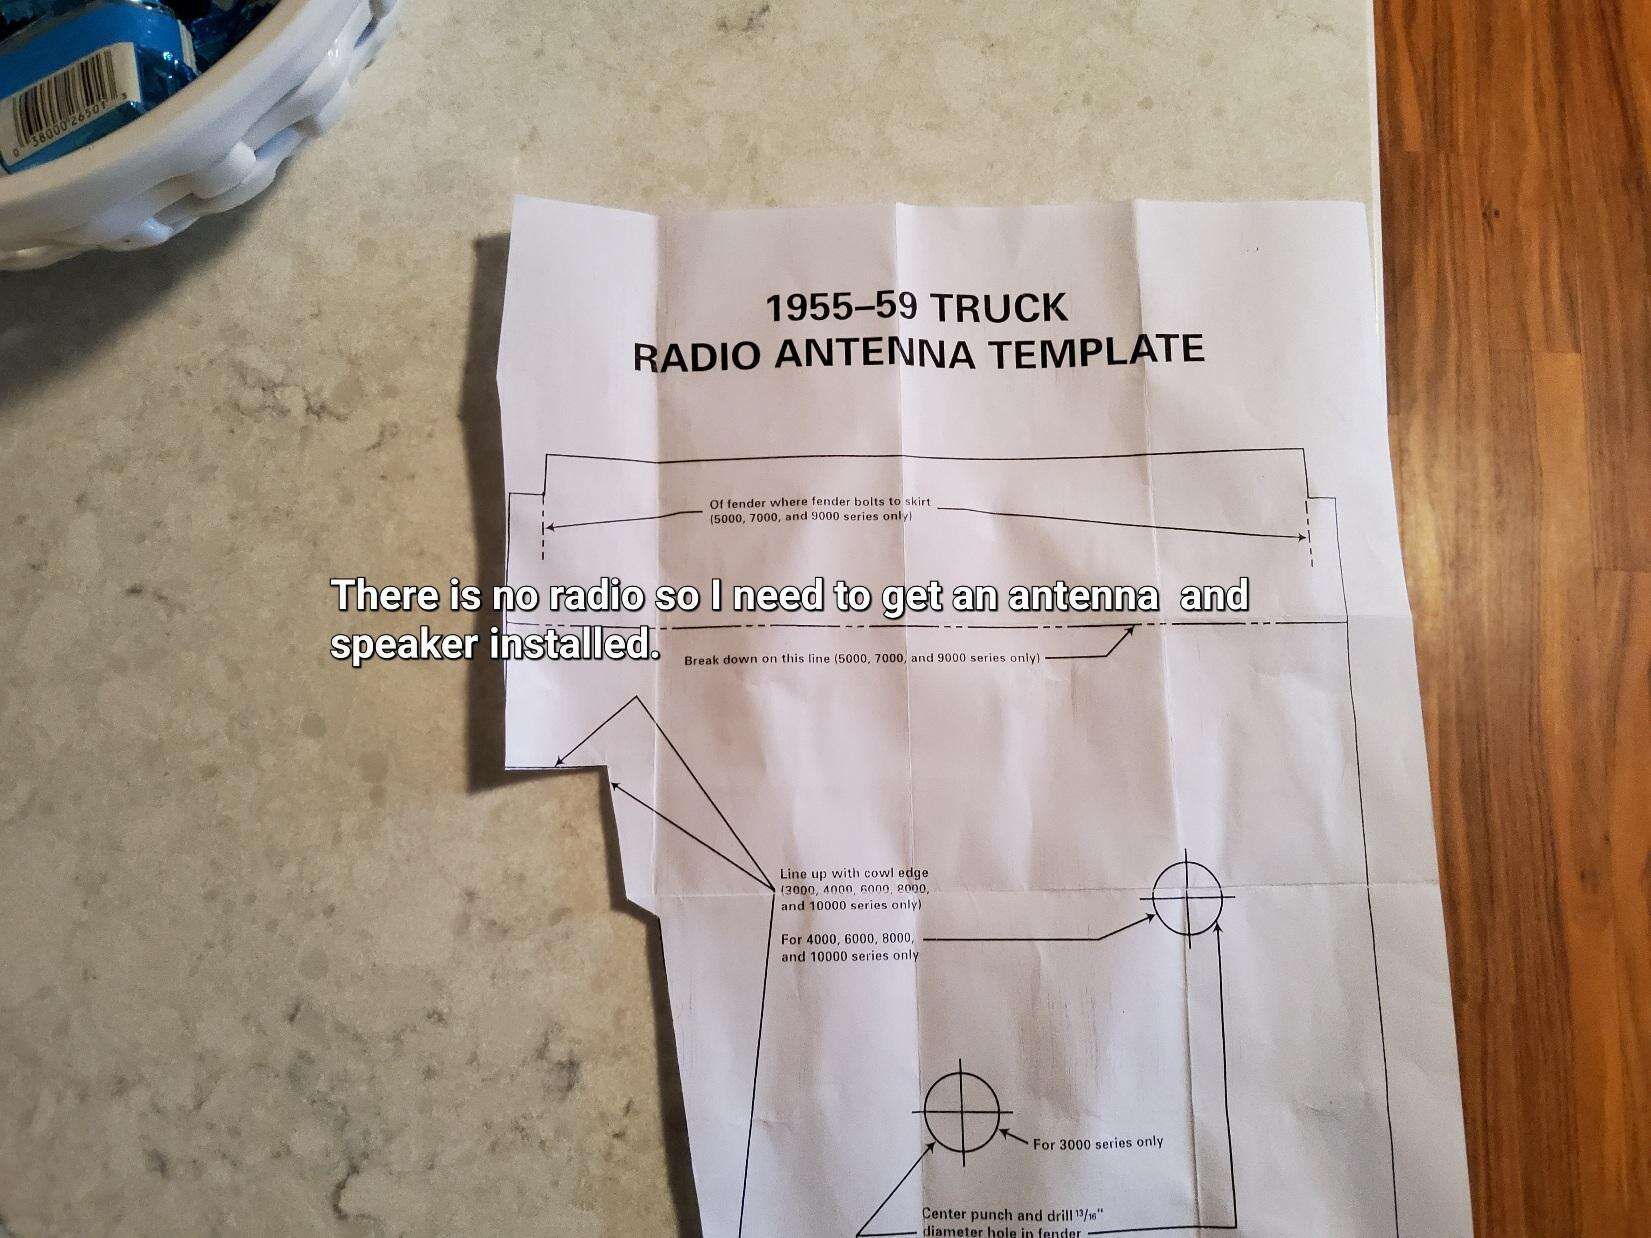 0 38000 26501 3
1955–59 TRUCK
RADIO ANTENNA TEMPLATE
Of fender where fender bolts to skirt
(5000, 7000, and 9000 series only)
There is no radio so I need to get an antenna and
speaker installed.
Break down on this line (5000, 7000, and 9000 series only)
Line up with cowl edge
(3000, 4000, 6000, 8000,
and 10000 series only)
For 4000, 6000, 8000,
and 10000 series only
For 3000 series only
Center punch and drill 13/16"
diameter hole in fender